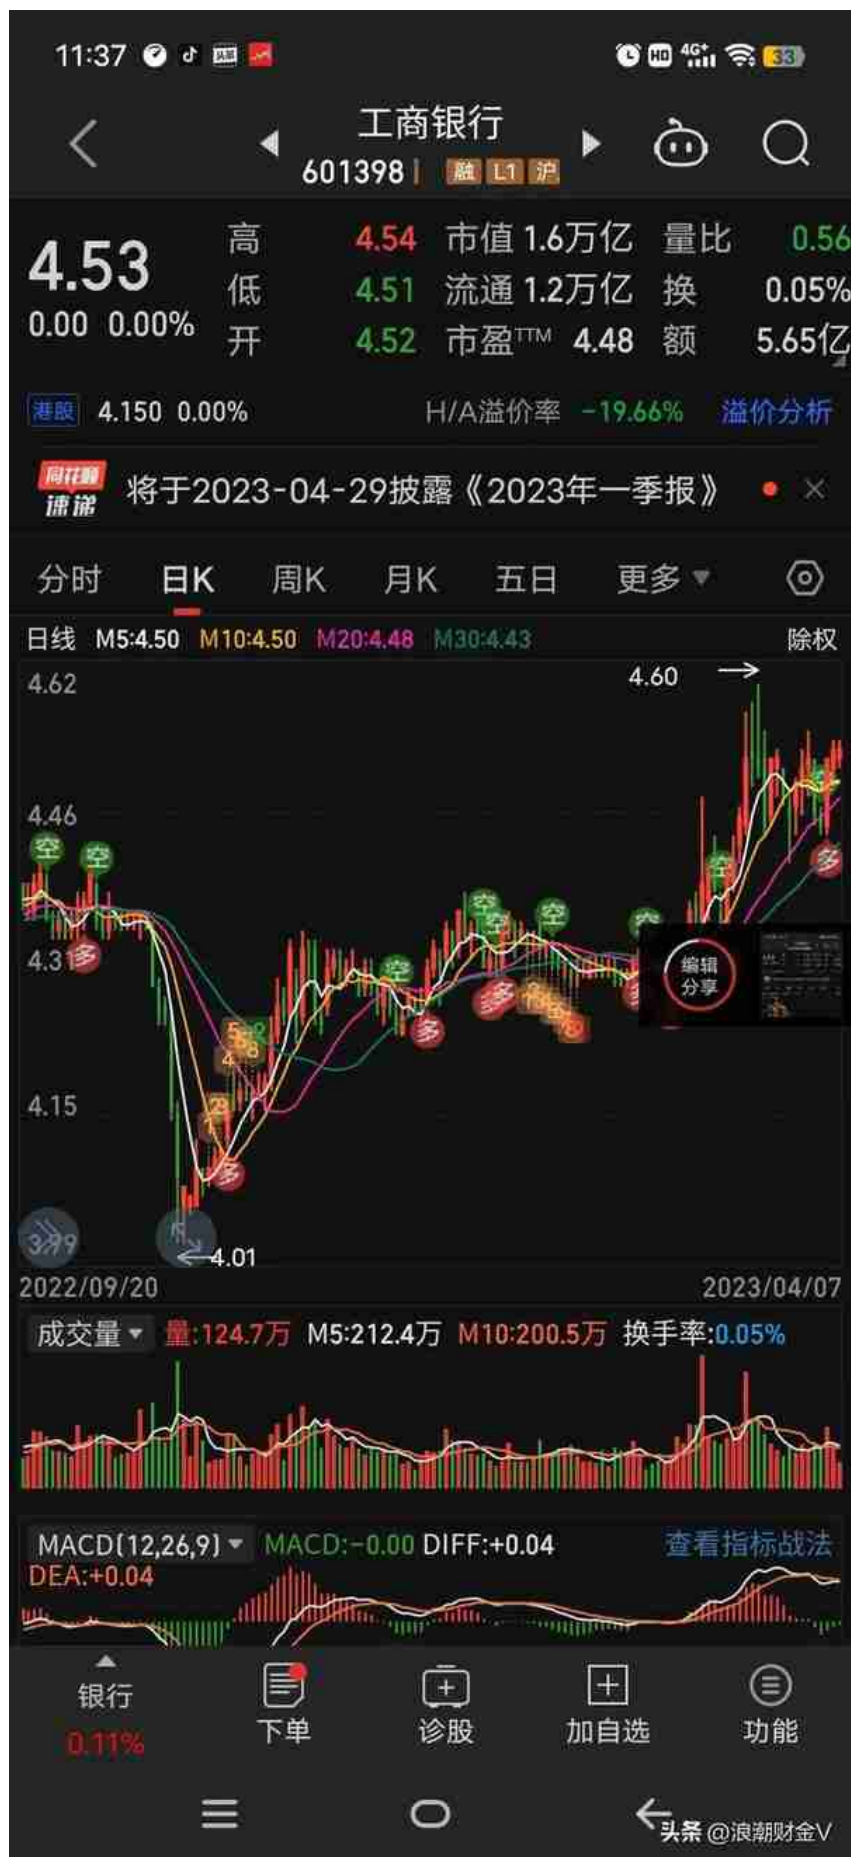 11:37 头条 HD 4G+ 33
工商银行
601398 融 L1 沪
4.53 高 4.54 市值 1.6万亿 量比 0.56
低 4.51 流通 1.2万亿 换 0.05%
0.00 0.00% 开 4.52 市盈TTM 4.48 额 5.65亿
港股 4.150 0.00% H/A溢价率 -19.66% 溢价分析
同花顺
速递 将于2023-04-29披露《2023年一季报》
分时 日K 周K 月K 五日 更多
日线 M5:4.50 M10:4.50 M20:4.48 M30:4.43 除权
4.62 4.60
4.46
空 空 空 空 多
空 空 空 空
编辑
分享
4.31 多 空
多 多 多
4.15
多
3.99 4.01
2022/09/20 2023/04/07
成交量 量:124.7万 M5:212.4万 M10:200.5万 换手率:0.05%
MACD(12,26,9) MACD:-0.00 DIFF:+0.04 查看指标战法
DEA:+0.04
银行 下单 诊股 加自选 功能
0.11%
头条 @浪潮财金V